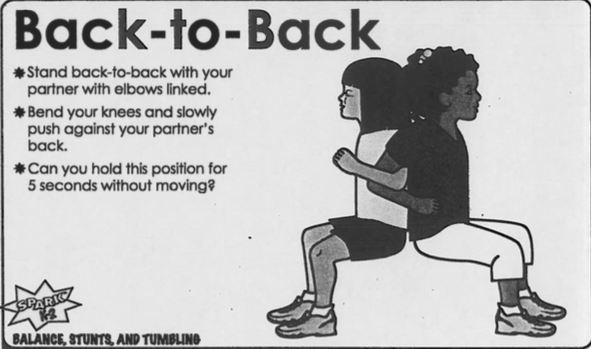 Back-to-Back
✷Stand back-to-back with your
partner with elbows linked.
✷Bend your knees and slowly
push against your partner's
back.
✷Can you hold this position for
5 seconds without moving?
SPARK
K-2
BALANCE, STUNTS, AND TUMBLING